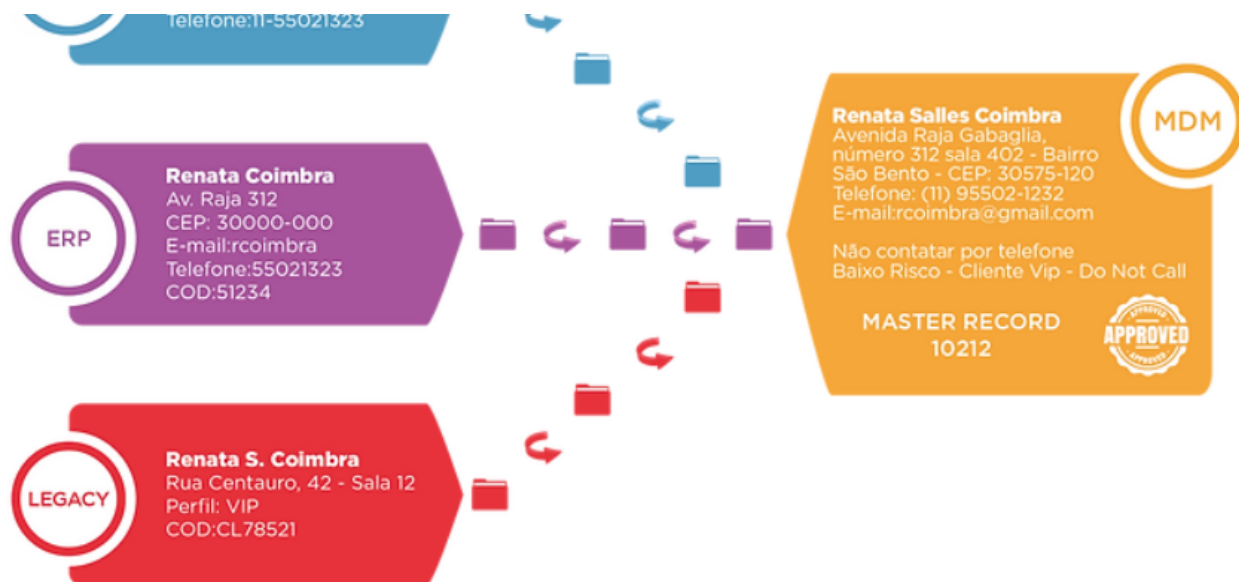 Telefone:11-55021323
ERP
Renata Coimbra
Av. Raja 312
CEP: 30000-000
E-mail:rcoimbra
Telefone:55021323
COD:51234
LEGACY
Renata S. Coimbra
Rua Centauro, 42 - Sala 12
Perfil: VIP
COD:CL78521
MDM
Renata Salles Coimbra
Avenida Raja Gabaglia,
número 312 sala 402 - Bairro
São Bento - CEP: 30575-120
Telefone: (11) 95502-1232
E-mail:rcoimbra@gmail.com
Não contatar por telefone
Baixo Risco - Cliente Vip - Do Not Call
MASTER RECORD
10212
APPROVED
APPROVED
APPROVED